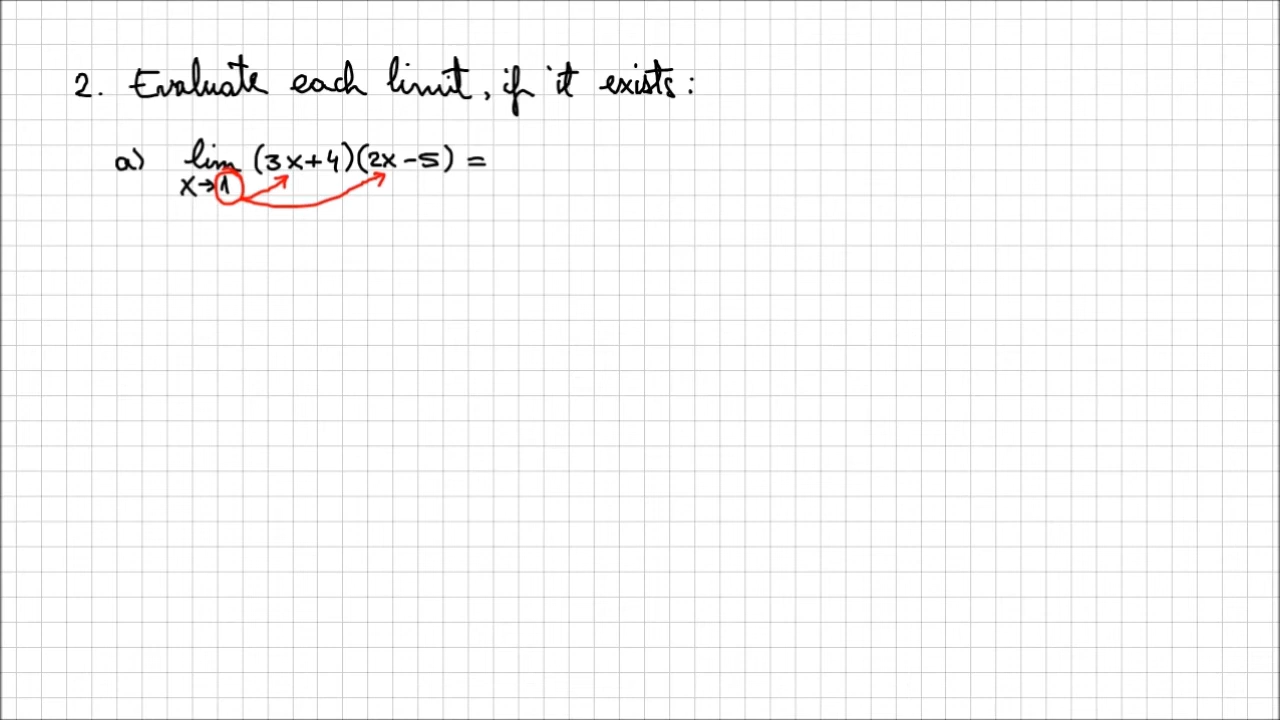 2. Evaluate each limit, if it exists:
a) lim (3x+4)(2x-5) =
x→1